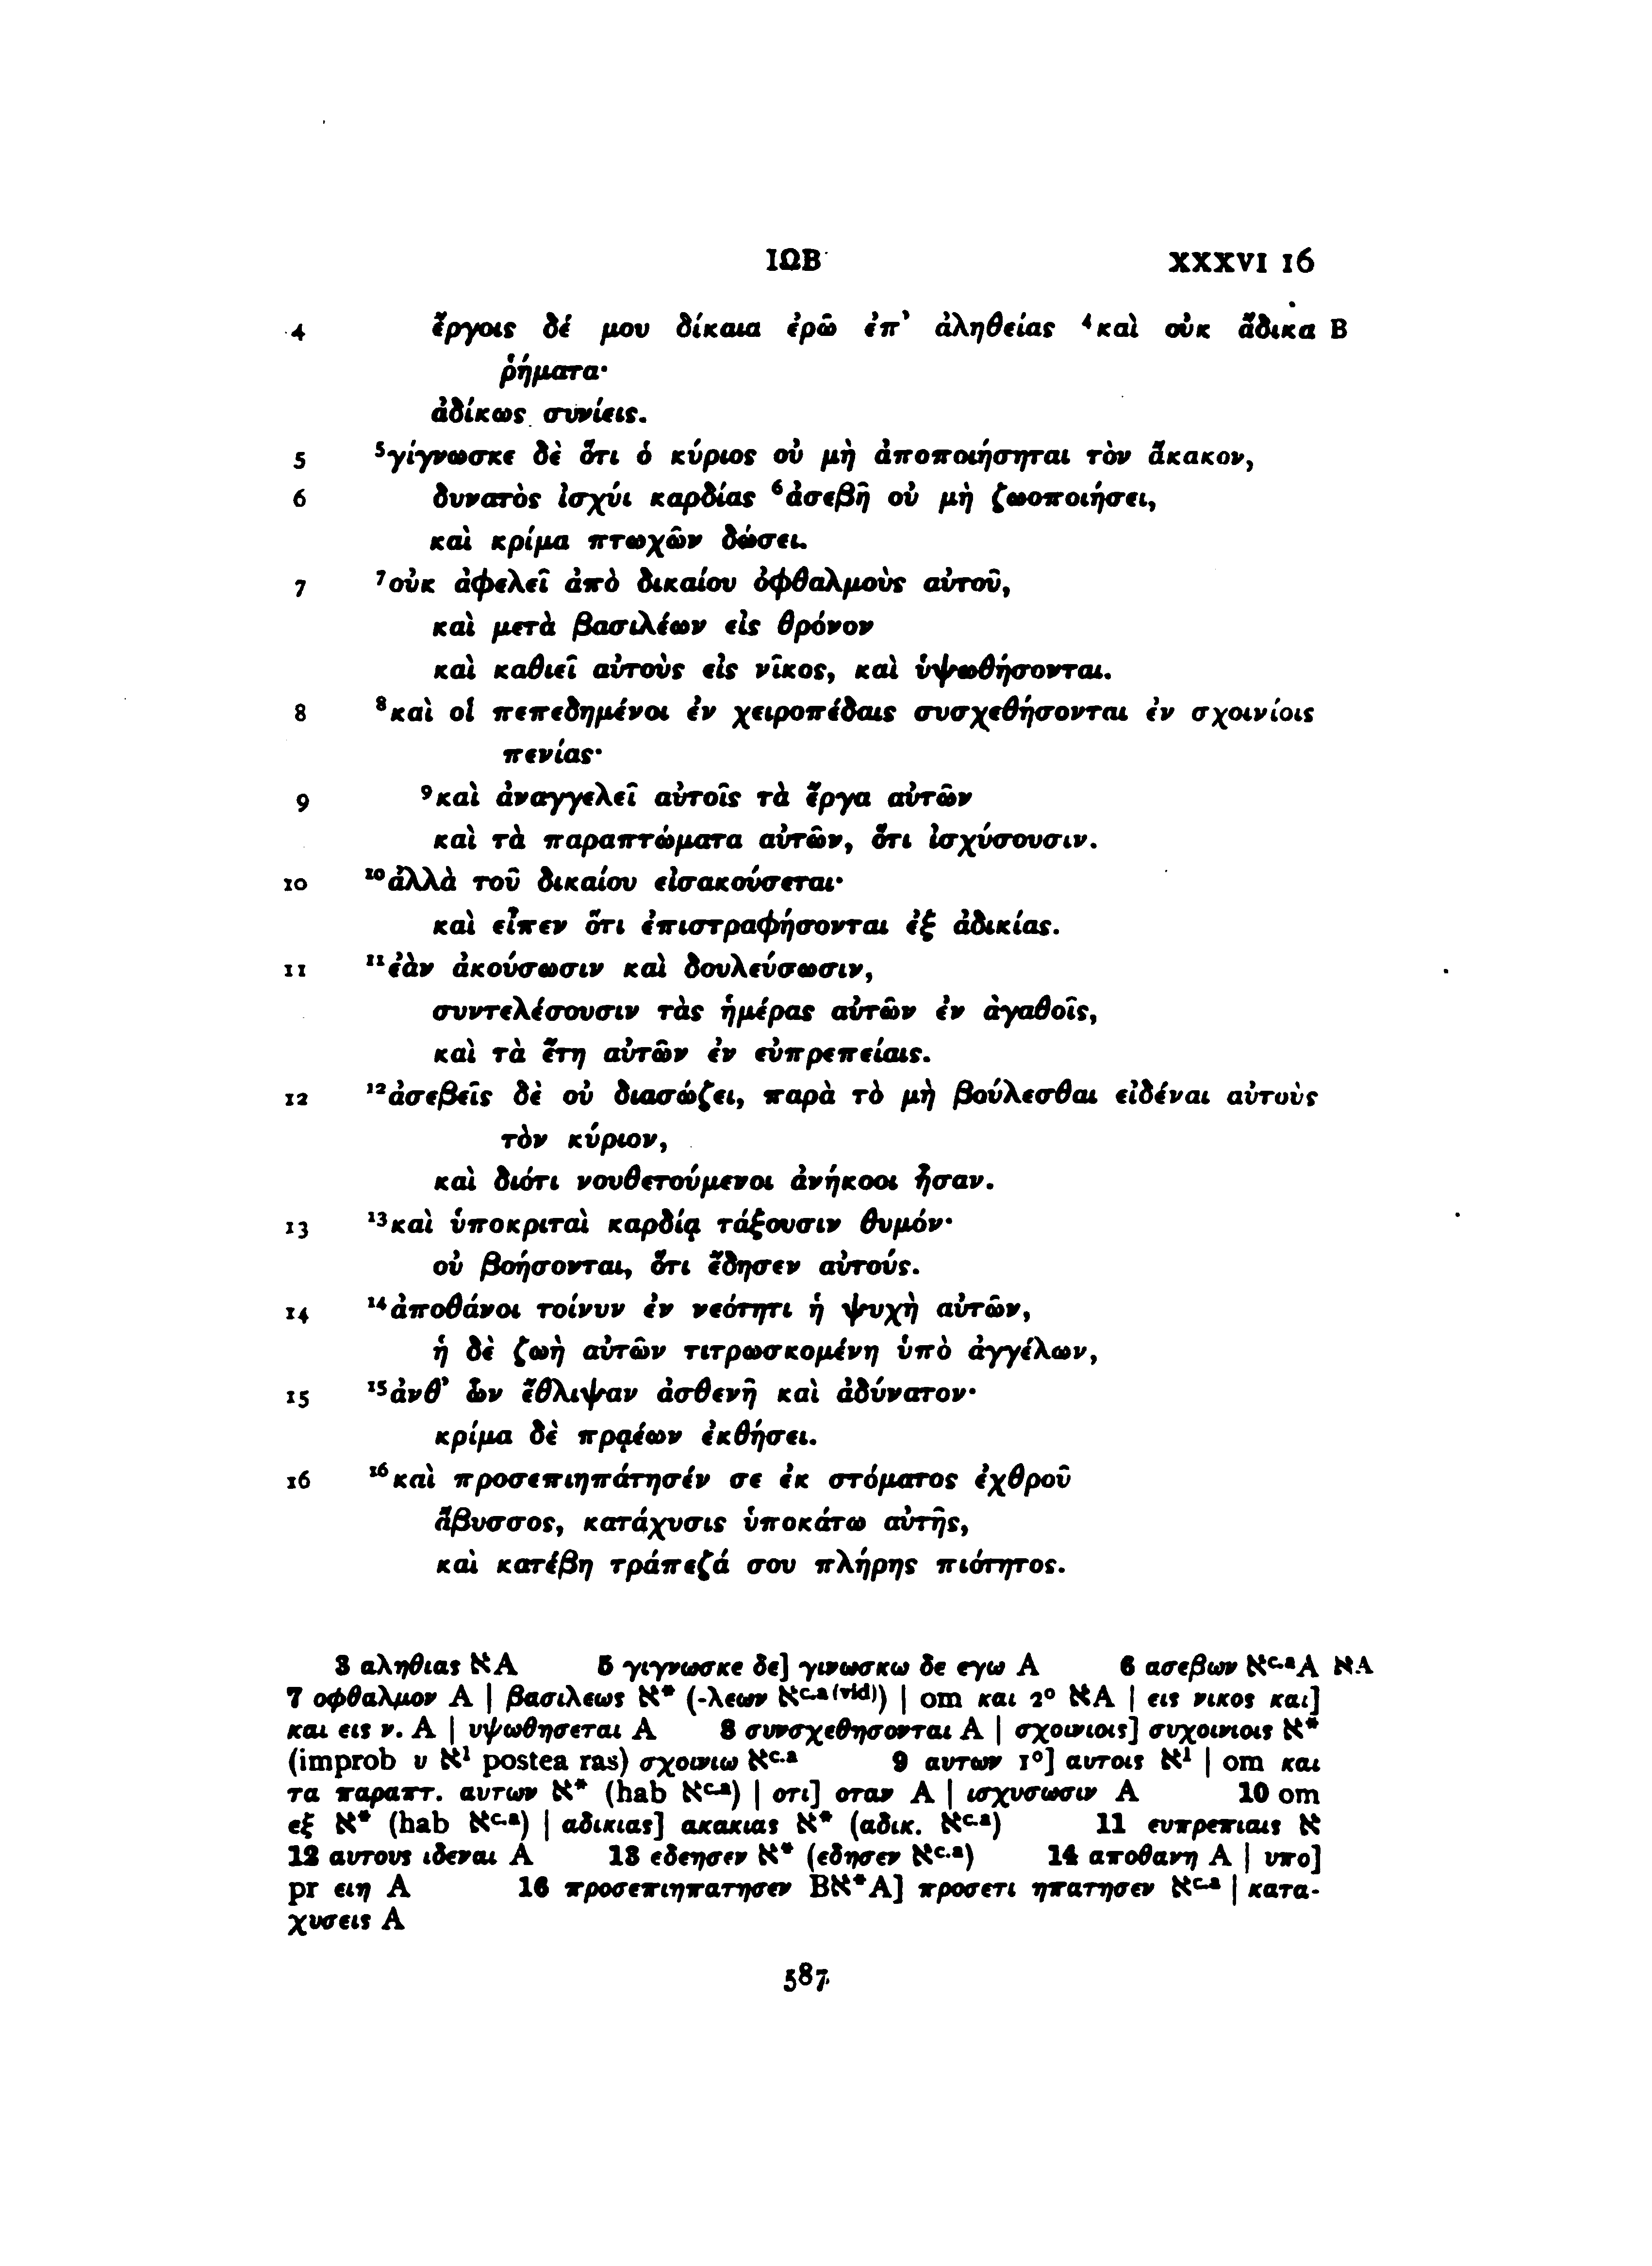 ΙΩΒ XXXVI 16
4 ἔργοις δέ μου δίκαια ἐρῶ ἐπ᾽ ἀληθείας ⁴καὶ οὐκ ἄδικα B
ῥήματα·
ἀδίκως συνίεις.
5 ⁵γίγνωσκε δὲ ὅτι ὁ κύριος οὐ μὴ ἀποποιήσηται τὸν ἄκακον,
6 δυνατὸς ἰσχύι καρδίας ⁶ἀσεβῆ οὐ μὴ ζωοποιήσει,
καὶ κρίμα πτωχῶν δώσει.
7 ⁷οὐκ ἀφελεῖ ἀπὸ δικαίου ὀφθαλμοὺς αὐτοῦ,
καὶ μετὰ βασιλέων εἰς θρόνον
καὶ καθιεῖ αὐτοὺς εἰς νῖκος, καὶ ὑψωθήσονται.
8 ⁸καὶ οἱ πεπεδημένοι ἐν χειροπέδαις συσχεθήσονται ἐν σχοινίοις
πενίας·
9 ⁹καὶ ἀναγγελεῖ αὐτοῖς τὰ ἔργα αὐτῶν
καὶ τὰ παραπτώματα αὐτῶν, ὅτι ἰσχύσουσιν.
10 ¹⁰ἀλλὰ τοῦ δικαίου εἰσακούσεται·
καὶ εἶπεν ὅτι ἐπιστραφήσονται ἐξ ἀδικίας.
11 ¹¹ἐὰν ἀκούσωσιν καὶ δουλεύσωσιν,
συντελέσουσιν τὰς ἡμέρας αὐτῶν ἐν ἀγαθοῖς,
καὶ τὰ ἔτη αὐτῶν ἐν εὐπρεπείαις.
12 ¹²ἀσεβεῖς δὲ οὐ διασώζει, παρὰ τὸ μὴ βούλεσθαι εἰδέναι αὐτοὺς
τὸν κύριον,
καὶ διότι νουθετούμενοι ἀνήκοοι ἦσαν.
13 ¹³καὶ ὑποκριταὶ καρδίᾳ τάξουσιν θυμόν·
οὐ βοήσονται, ὅτι ἔδησεν αὐτούς.
14 ¹⁴ἀποθάνοι τοίνυν ἐν νεότητι ἡ ψυχὴ αὐτῶν,
ἡ δὲ ζωὴ αὐτῶν τιτρωσκομένη ὑπὸ ἀγγέλων,
15 ¹⁵ἀνθ᾽ ὧν ἔθλιψαν ἀσθενῆ καὶ ἀδύνατον·
κρίμα δὲ πρᾳέων ἐκθήσει.
16 ¹⁶καὶ προσεπιηπάτησέν σε ἐκ στόματος ἐχθροῦ
ἄβυσσος, κατάχυσις ὑποκάτω αὐτῆς,
καὶ κατέβη τράπεζά σου πλήρης πιότητος.
3 αληθιας אA 5 γιγνωσκε δε] γινωσκω δε εγω A 6 ασεβων אᶜ·ᵃA אA
7 οφθαλμον A | βασιλεως א* (-λεων אᶜ·ᵃ⁽ᵛⁱᵈ⁾) | om και 2° אA | εις νικος και]
και εις ν. A | υψωθησεται A 8 συνσχεθησονται A | σχοινιοις] συχοινιοις א*
(improb υ א¹ postea ras) σχοινιω אᶜ·ᵃ 9 αυτων 1°] αυτοις א¹ | om και
τα παραπτ. αυτων א* (hab אᶜ·ᵃ) | οτι] οταν A | ισχυσωσιν A 10 om
εξ א* (hab אᶜ·ᵃ) | αδικιας] ακακιας א* (αδικ. אᶜ·ᵃ) 11 ευπρεπιαις א
12 αυτους ιδεναι A 13 εδεησεν א* (εδησεν אᶜ·ᵃ) 14 αποθανη A | υπο]
pr ειη A 16 προσεπιηπατησεν Bא*A] προσετι ηπατησεν אᶜ·ᵃ | κατα-
χυσεις A
587